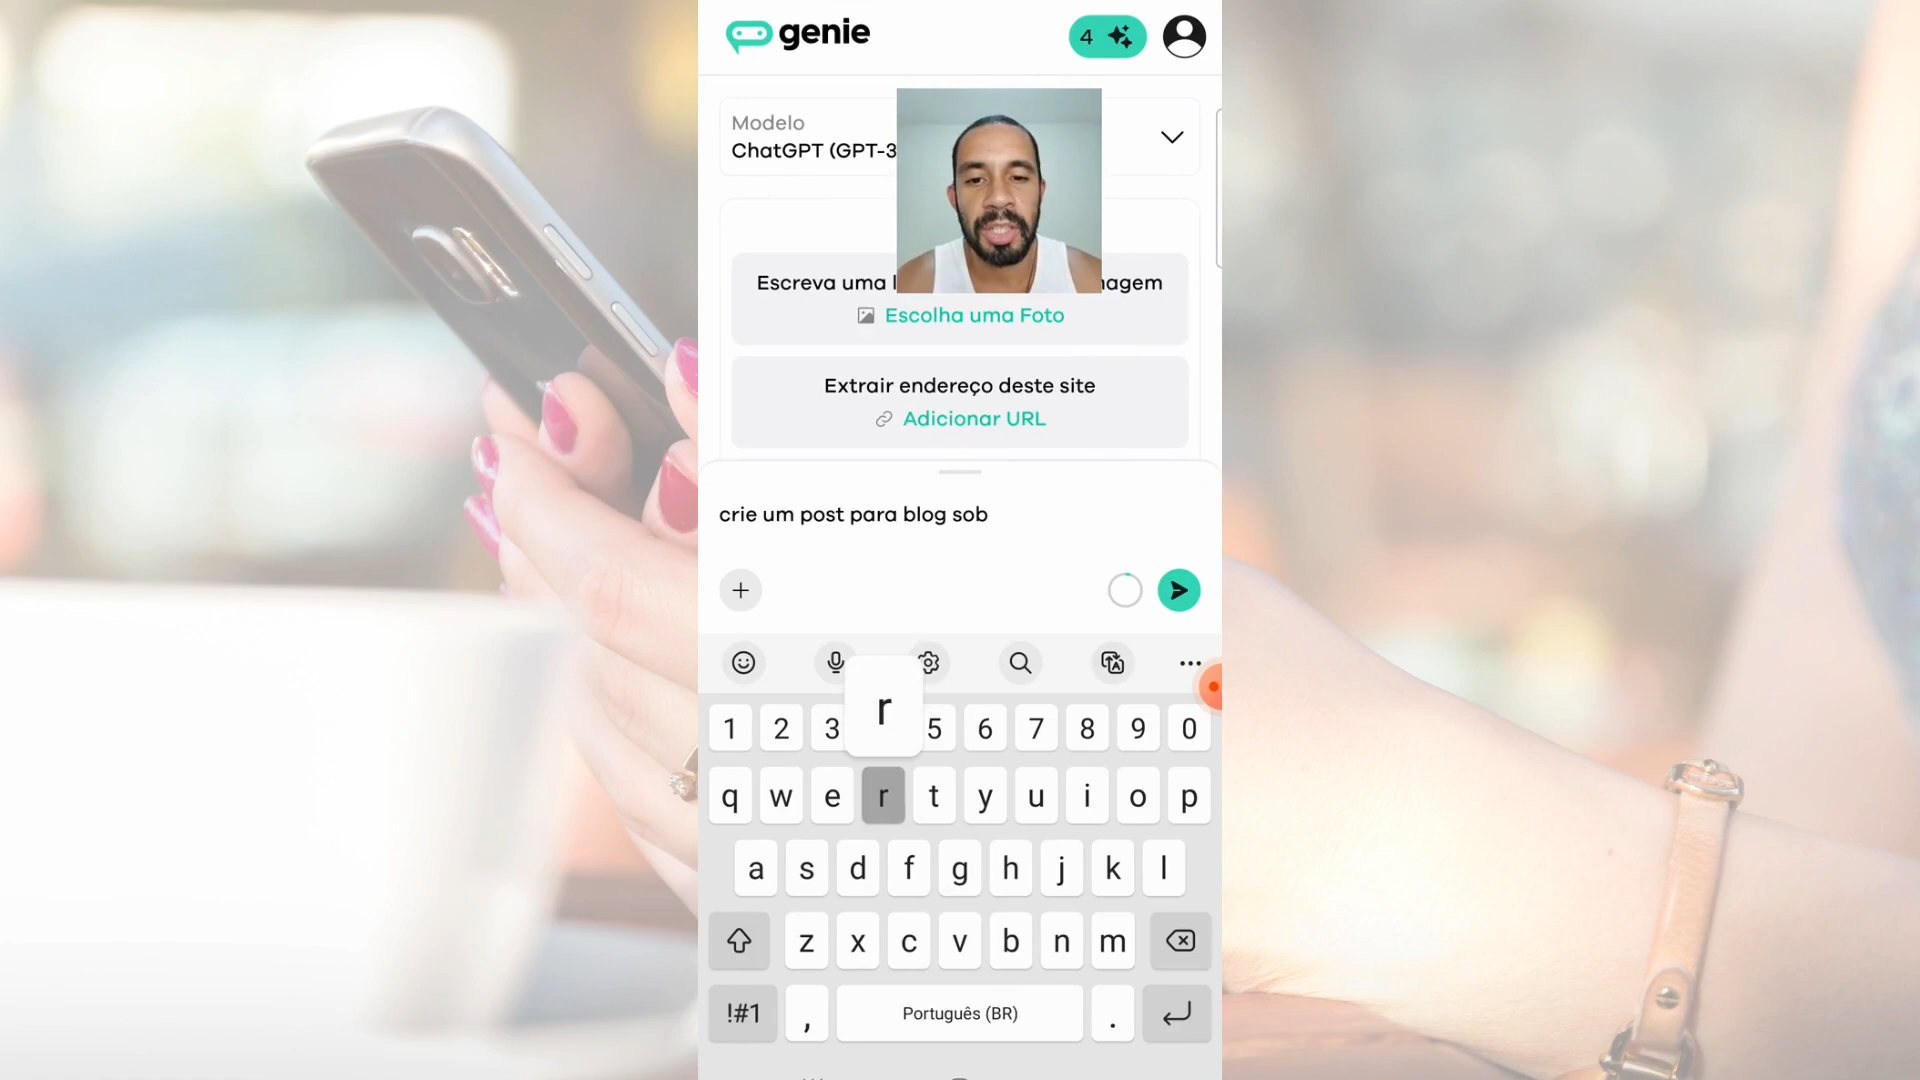 genie
4
Modelo
ChatGPT (GPT-3
Escreva uma
agem
Escolha uma Foto
Extrair endereço deste site
Adicionar URL
crie um post para blog sob
r
1 2 3 5 6 7 8 9 0
q w e r t y u i o p
a s d f g h j k l
z x c v b n m
!#1 , Português (BR) .